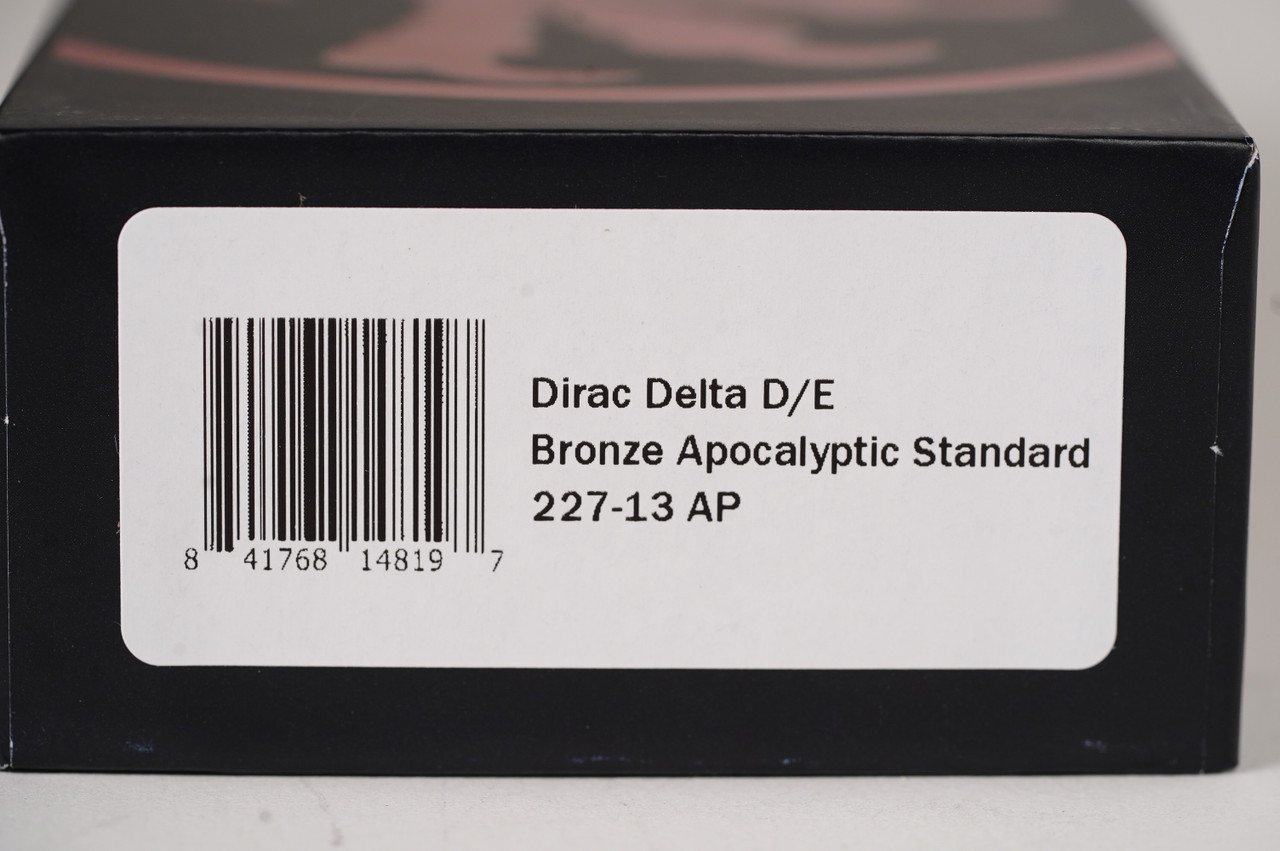 Dirac Delta D/E
Bronze Apocalyptic Standard
227-13 AP
8 41768 14819 7